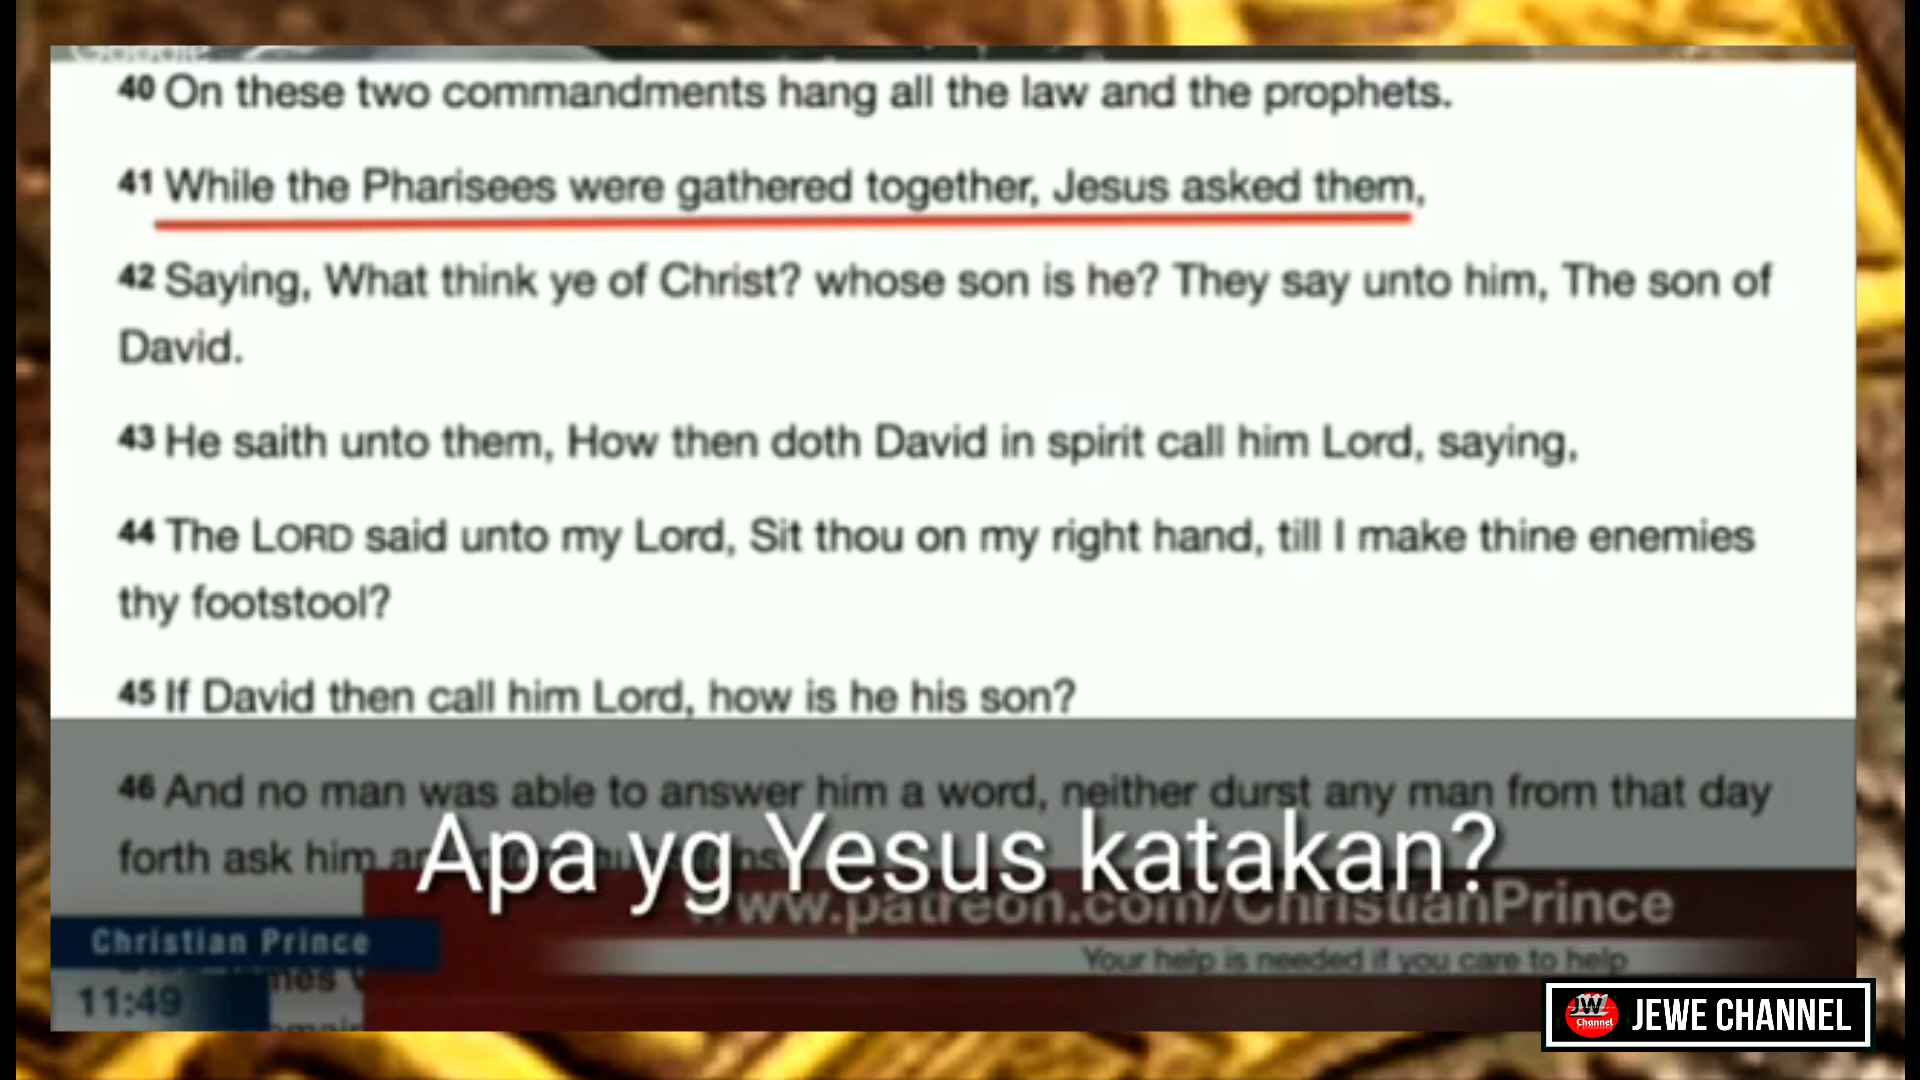 40 On these two commandments hang all the law and the prophets.
41 While the Pharisees were gathered together, Jesus asked them,
42 Saying, What think ye of Christ? whose son is he? They say unto him, The son of
David.
43 He saith unto them, How then doth David in spirit call him Lord, saying,
44 The LORD said unto my Lord, Sit thou on my right hand, till I make thine enemies
thy footstool?
45 If David then call him Lord, how is he his son?
46 And no man was able to answer him a word, neither durst any man from that day
forth ask him
Apa yg Yesus katakan?
www.patreon.com/ChristianPrince
Christian Prince
Your help is needed if you care to help
11:49
JW
Channel
JEWE CHANNEL